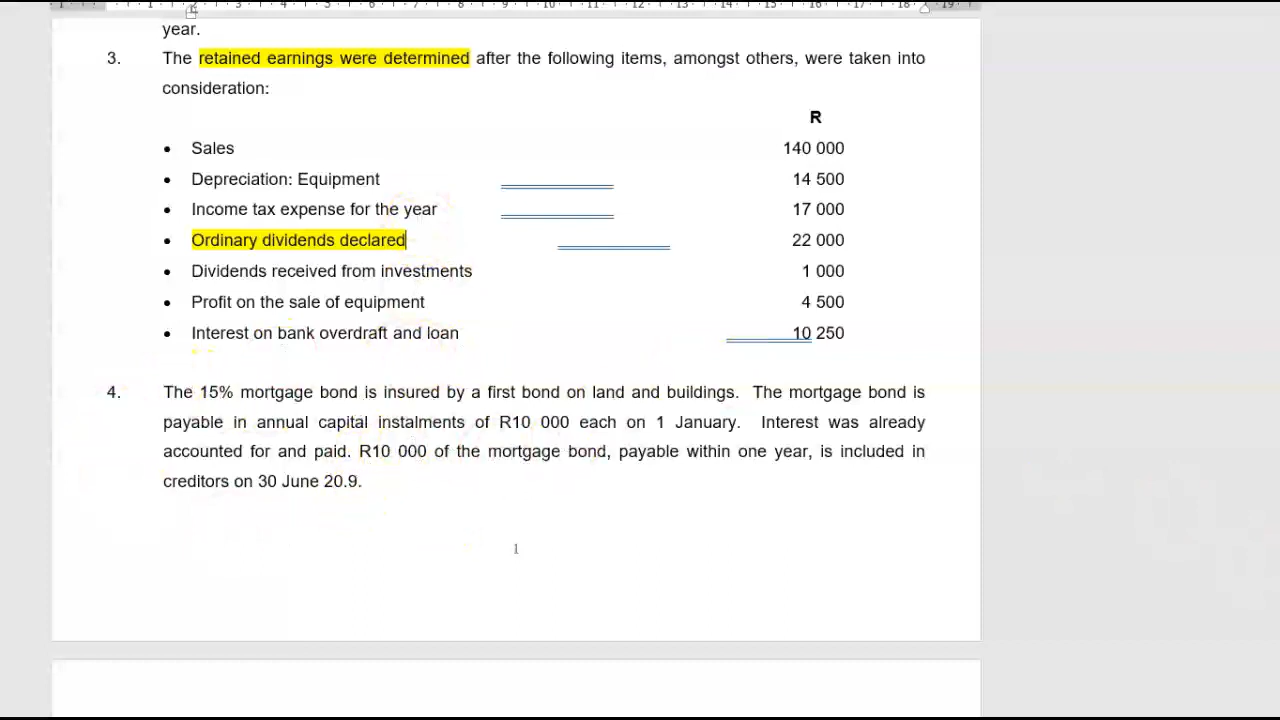 year.
3. The retained earnings were determined after the following items, amongst others, were taken into
consideration:
R
• Sales 140 000
• Depreciation: Equipment 14 500
• Income tax expense for the year 17 000
• Ordinary dividends declared 22 000
• Dividends received from investments 1 000
• Profit on the sale of equipment 4 500
• Interest on bank overdraft and loan 10 250
4. The 15% mortgage bond is insured by a first bond on land and buildings. The mortgage bond is
payable in annual capital instalments of R10 000 each on 1 January. Interest was already
accounted for and paid. R10 000 of the mortgage bond, payable within one year, is included in
creditors on 30 June 20.9.
1